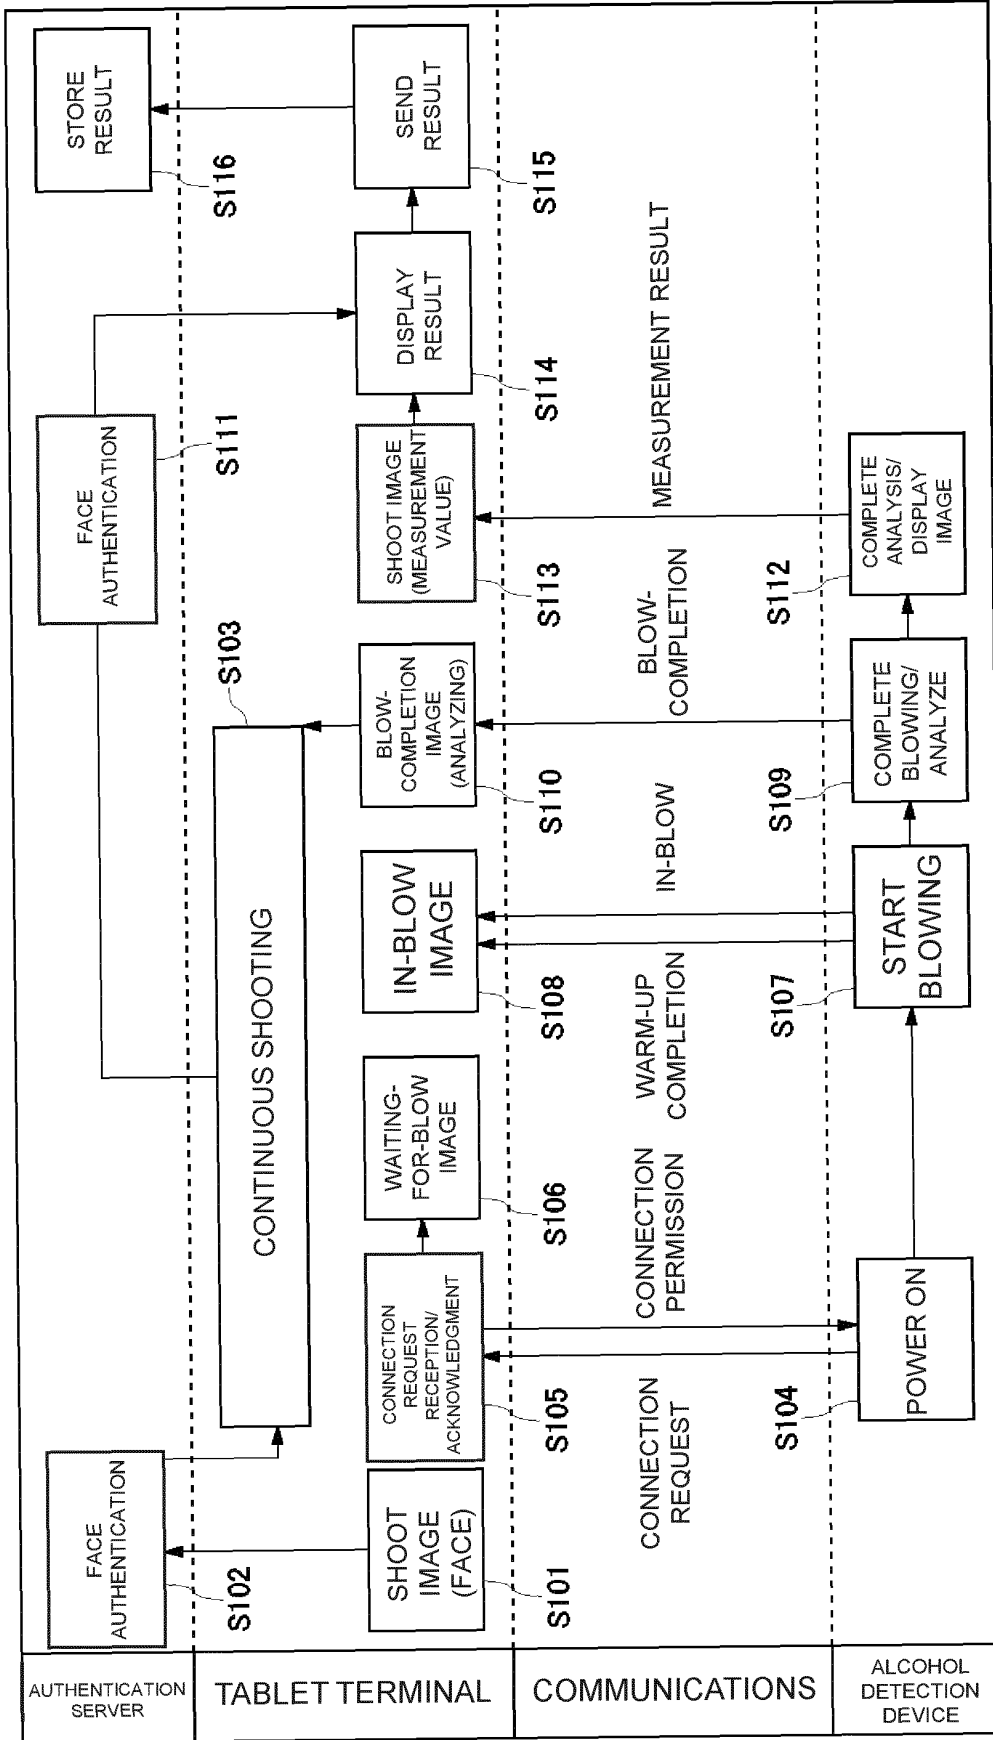 AUTHENTICATION
SERVER
FACE
AUTHENTICATION
S102
FACE
AUTHENTICATION
S111
STORE
RESULT
S116
TABLET TERMINAL
CONTINUOUS SHOOTING
S103
SHOOT
IMAGE
(FACE)
S101
CONNECTION
REQUEST
RECEPTION/
ACKNOWLEDGMENT
S105
WAITING-
FOR-BLOW
IMAGE
S106
IN-BLOW
IMAGE
S108
BLOW-
COMPLETION
IMAGE
(ANALYZING)
S110
SHOOT IMAGE
(MEASUREMENT
VALUE)
S113
DISPLAY
RESULT
S114
SEND
RESULT
S115
COMMUNICATIONS
CONNECTION
REQUEST
CONNECTION
PERMISSION
WARM-UP
COMPLETION
IN-BLOW
BLOW-
COMPLETION
MEASUREMENT RESULT
ALCOHOL
DETECTION
DEVICE
POWER ON
S104
START
BLOWING
S107
COMPLETE
BLOWING/
ANALYZE
S109
COMPLETE
ANALYSIS/
DISPLAY
IMAGE
S112